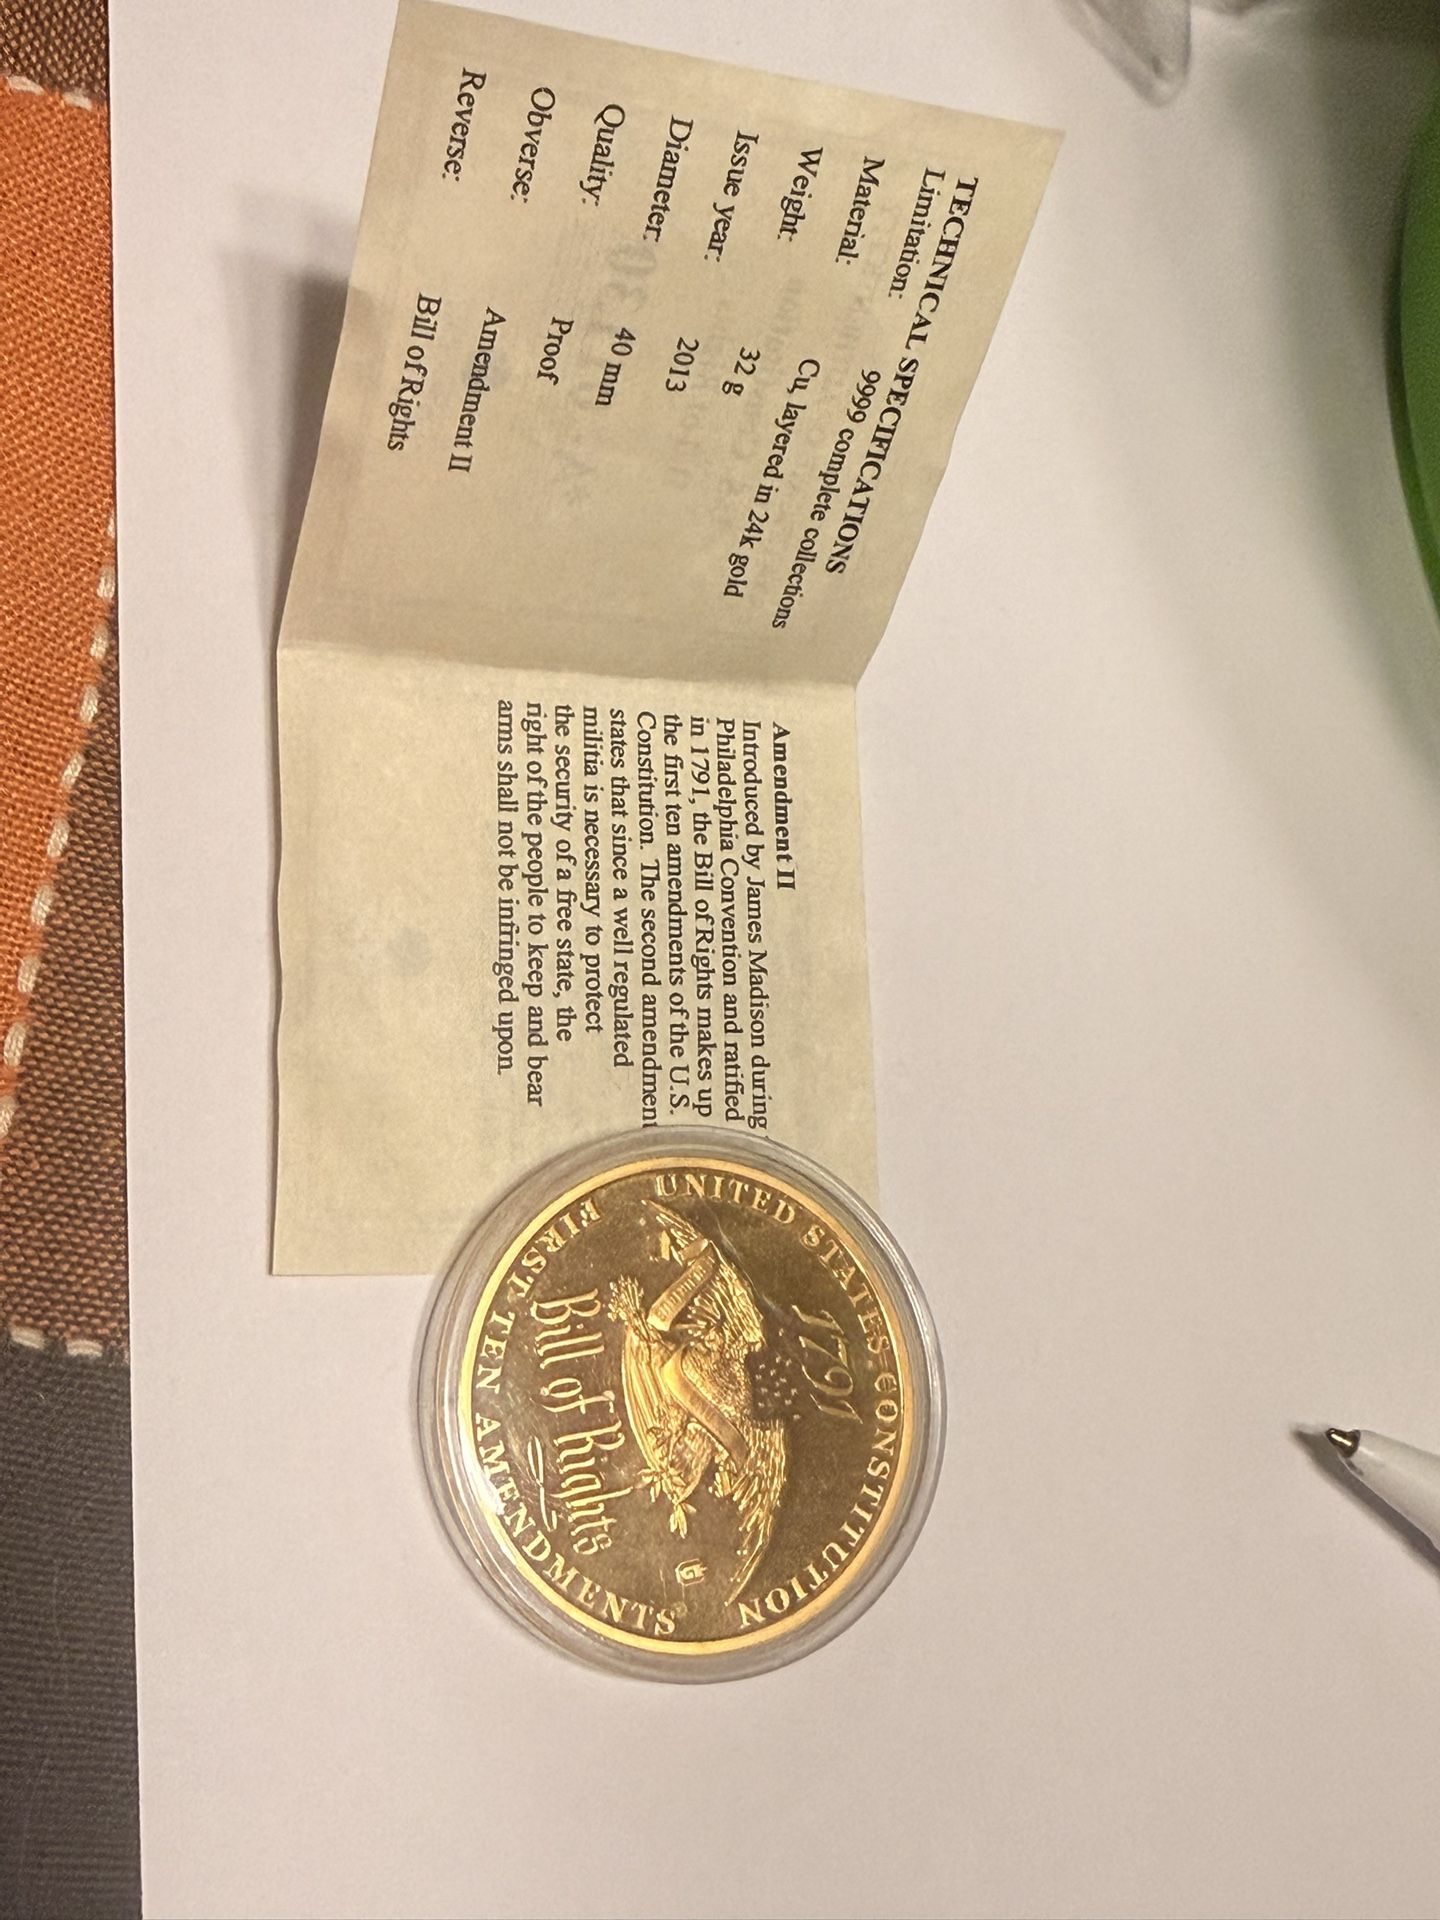 TECHNICAL SPECIFICATIONS
Limitation: 9999 complete collections
Material: Cu, layered in 24k gold
Weight: 32 g
Issue year: 2013
Diameter: 40 mm
Quality: Proof
Obverse: Amendment II
Reverse: Bill of Rights
Amendment II
Introduced by James Madison during
Philadelphia Convention and ratified
in 1791, the Bill of Rights makes up
the first ten amendments of the U.S.
Constitution. The second amendment
states that since a well regulated
militia is necessary to protect
the security of a free state, the
right of the people to keep and bear
arms shall not be infringed upon.
UNITED STATES CONSTITUTION
1791
Bill of Rights
FIRST TEN AMENDMENTS